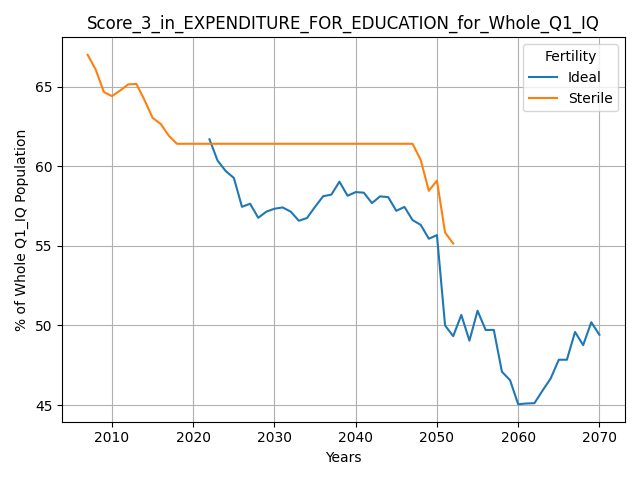 Score_3_in_EXPENDITURE_FOR_EDUCATION_for_Whole_Q1_IQ
Fertility
Ideal
Sterile
% of Whole Q1_IQ Population
65
60
55
50
45
2010 2020 2030 2040 2050 2060 2070
Years